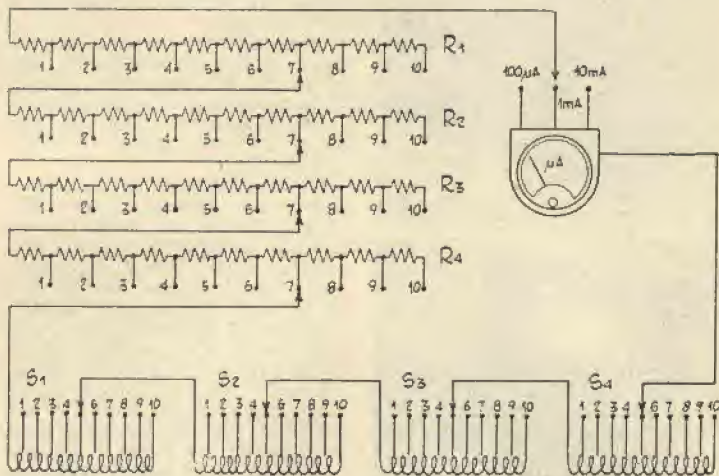 1 2 3 4 5 6 7 8 9 10 R1
100μA 1mA 10mA
μA
1 2 3 4 5 6 7 8 9 10 R2
1 2 3 4 5 6 7 8 9 10 R3
1 2 3 4 5 6 7 8 9 10 R4
S1 S2 S3 S4
1 2 3 4 6 7 8 9 10 1 2 3 4 6 7 8 9 10 1 2 3 4 6 7 8 9 10 1 2 3 4 6 7 8 9 10